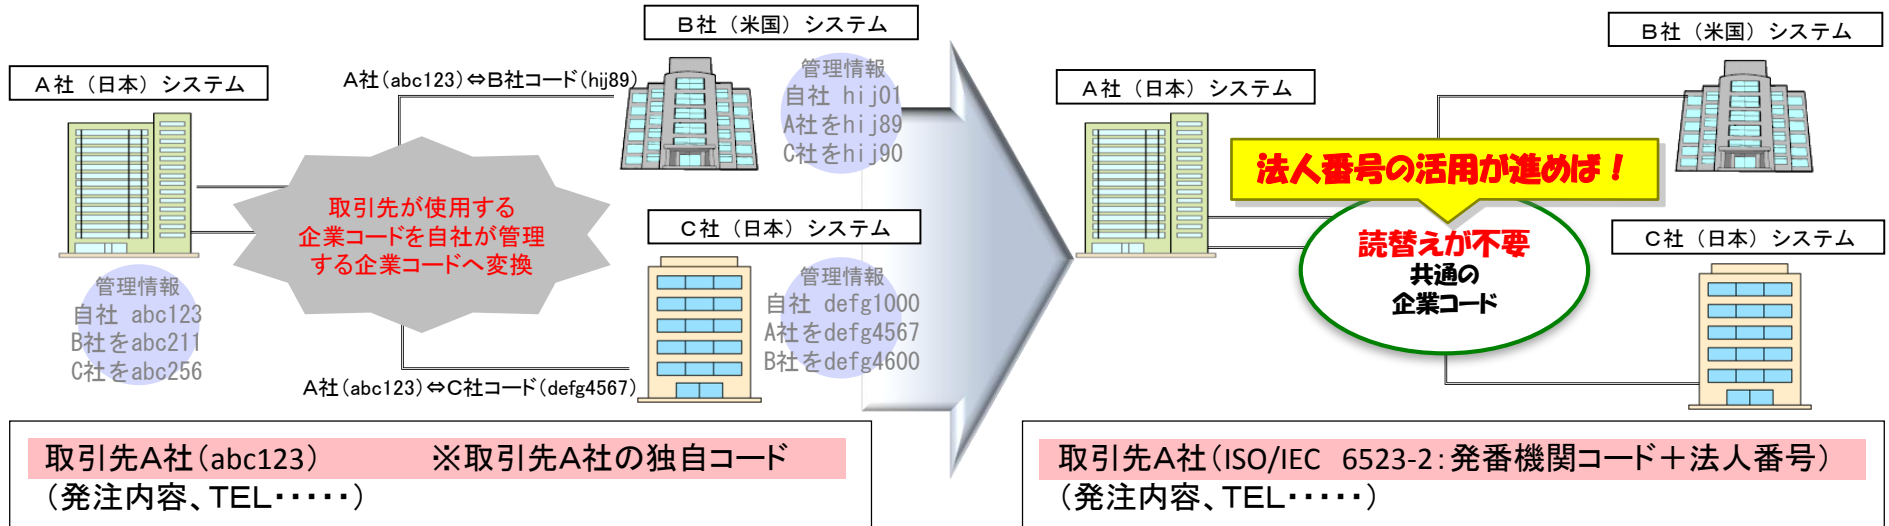 A社（日本）システム
管理情報
自社 abc123
B社をabc211
C社をabc256
A社(abc123)⇔B社コード(hij89)
B社（米国）システム
管理情報
自社 hij01
A社をhij89
C社をhij90
取引先が使用する
企業コードを自社が管理
する企業コードへ変換
C社（日本）システム
管理情報
自社 defg1000
A社をdefg4567
B社をdefg4600
A社(abc123)⇔C社コード(defg4567)
取引先A社(abc123)　※取引先A社の独自コード
（発注内容、TEL・・・・・）
A社（日本）システム
B社（米国）システム
法人番号の活用が進めば！
読替えが不要
共通の
企業コード
C社（日本）システム
取引先A社(ISO/IEC 6523-2：発番機関コード＋法人番号)
（発注内容、TEL・・・・・）